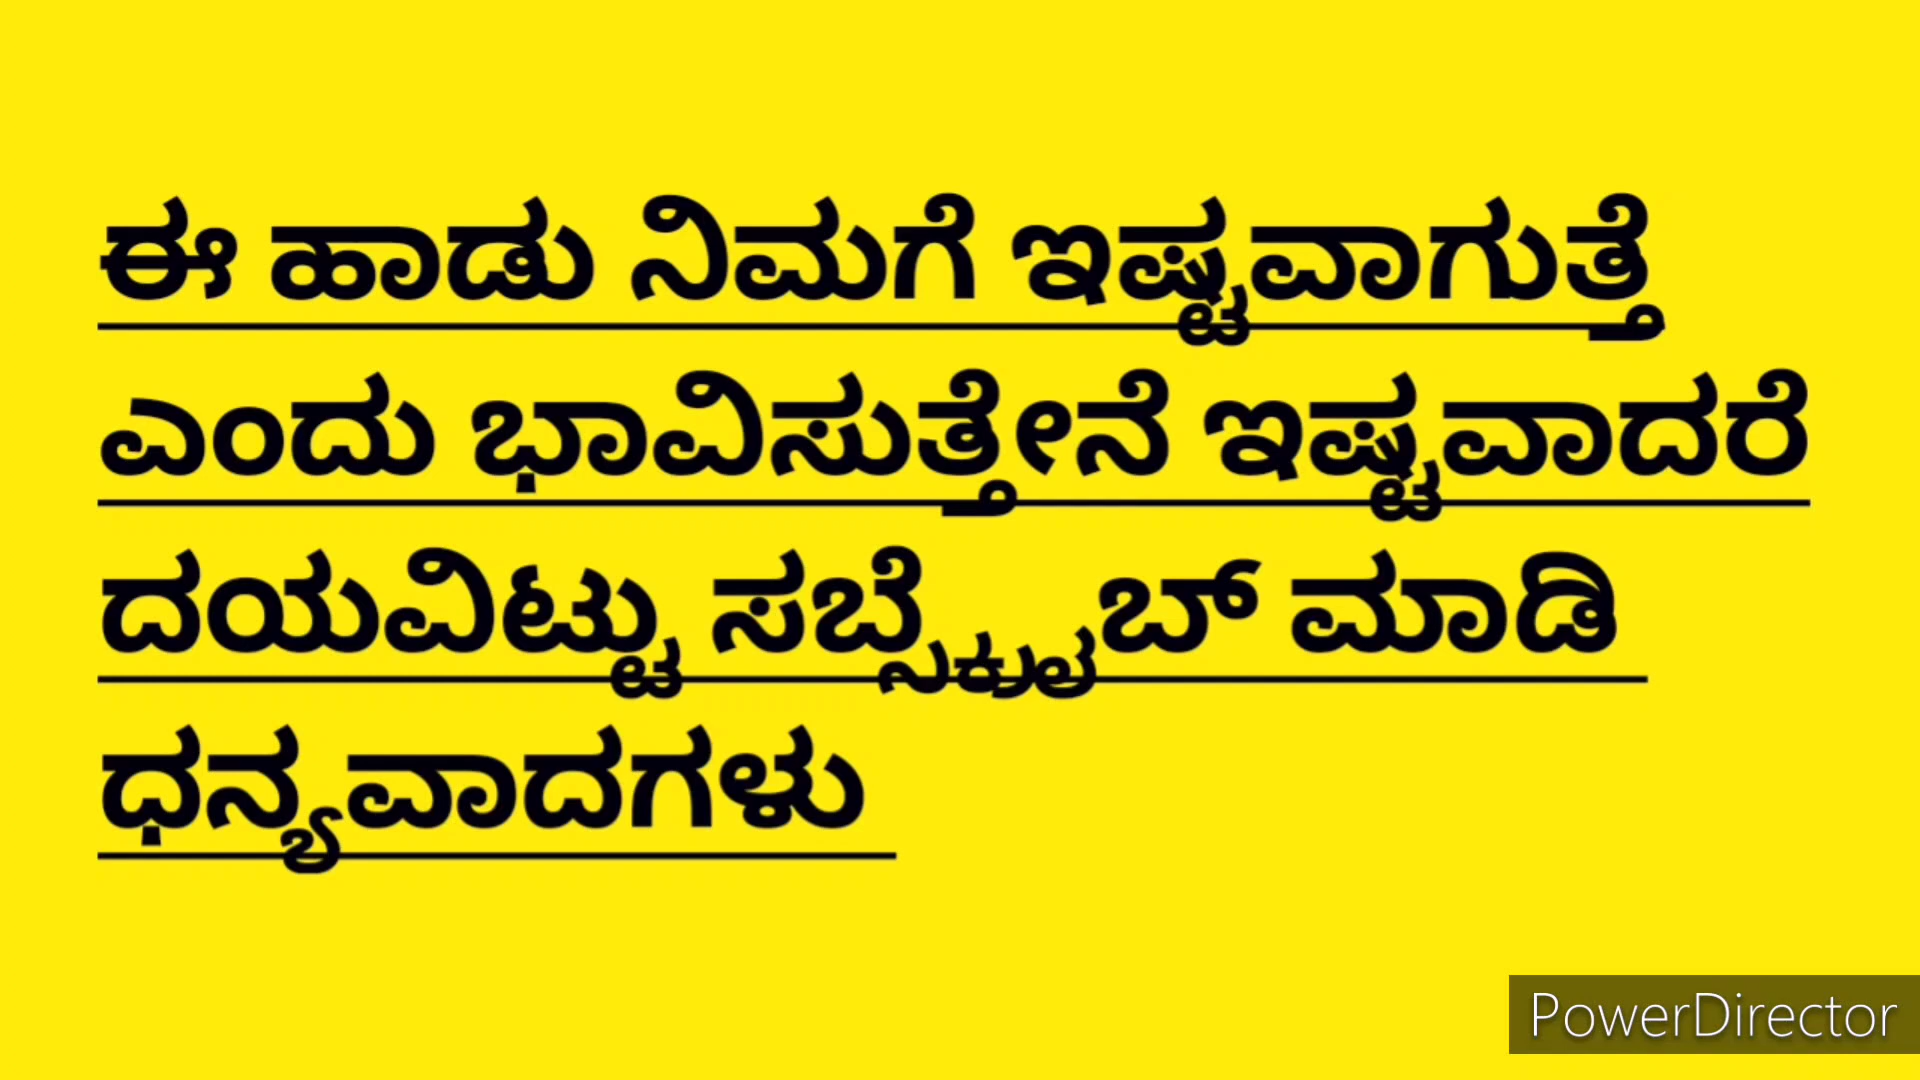 ಈ ಹಾಡು ನಿಮಗೆ ಇಷ್ಟವಾಗುತ್ತೆ
ಎಂದು ಭಾವಿಸುತ್ತೇನೆ ಇಷ್ಟವಾದರೆ
ದಯವಿಟ್ಟು ಸಬ್ಸ್ಕ್ರೈಬ್ ಮಾಡಿ
ಧನ್ಯವಾದಗಳು
PowerDirector